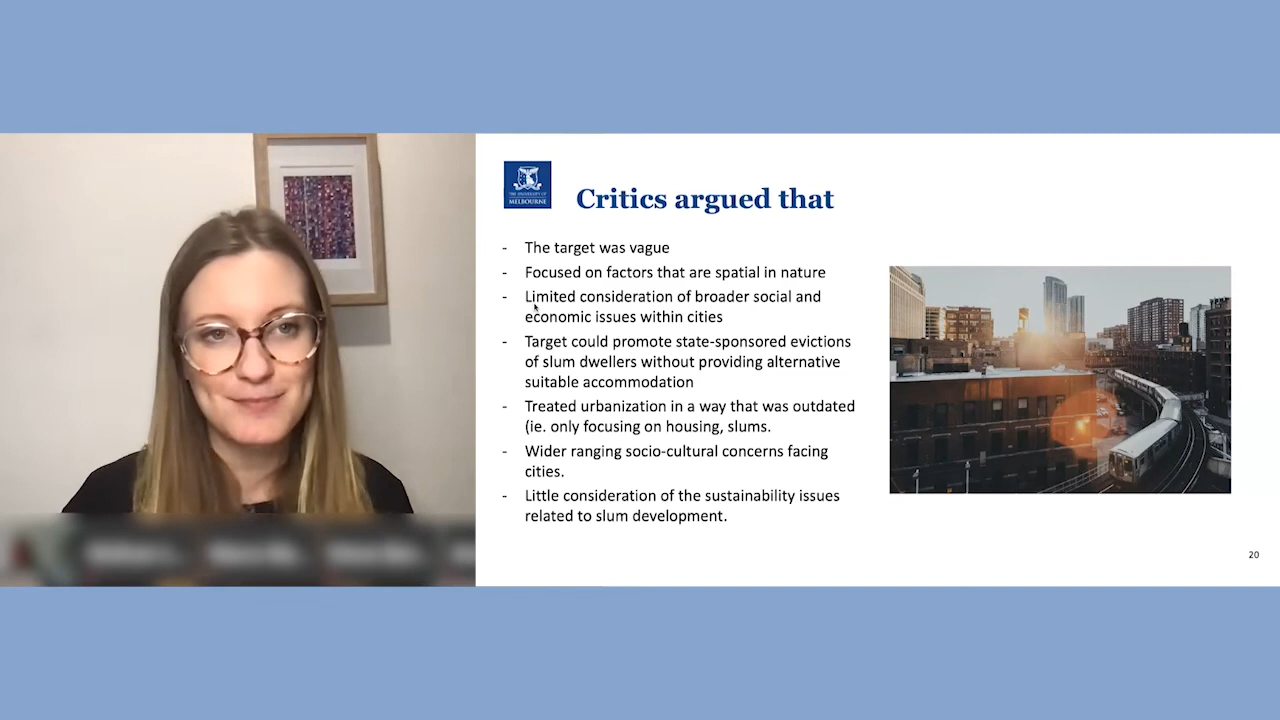 THE UNIVERSITY OF
MELBOURNE
Critics argued that
- The target was vague
- Focused on factors that are spatial in nature
- Limited consideration of broader social and
economic issues within cities
- Target could promote state-sponsored evictions
of slum dwellers without providing alternative
suitable accommodation
- Treated urbanization in a way that was outdated
(ie. only focusing on housing, slums.
- Wider ranging socio-cultural concerns facing
cities.
- Little consideration of the sustainability issues
related to slum development.
20